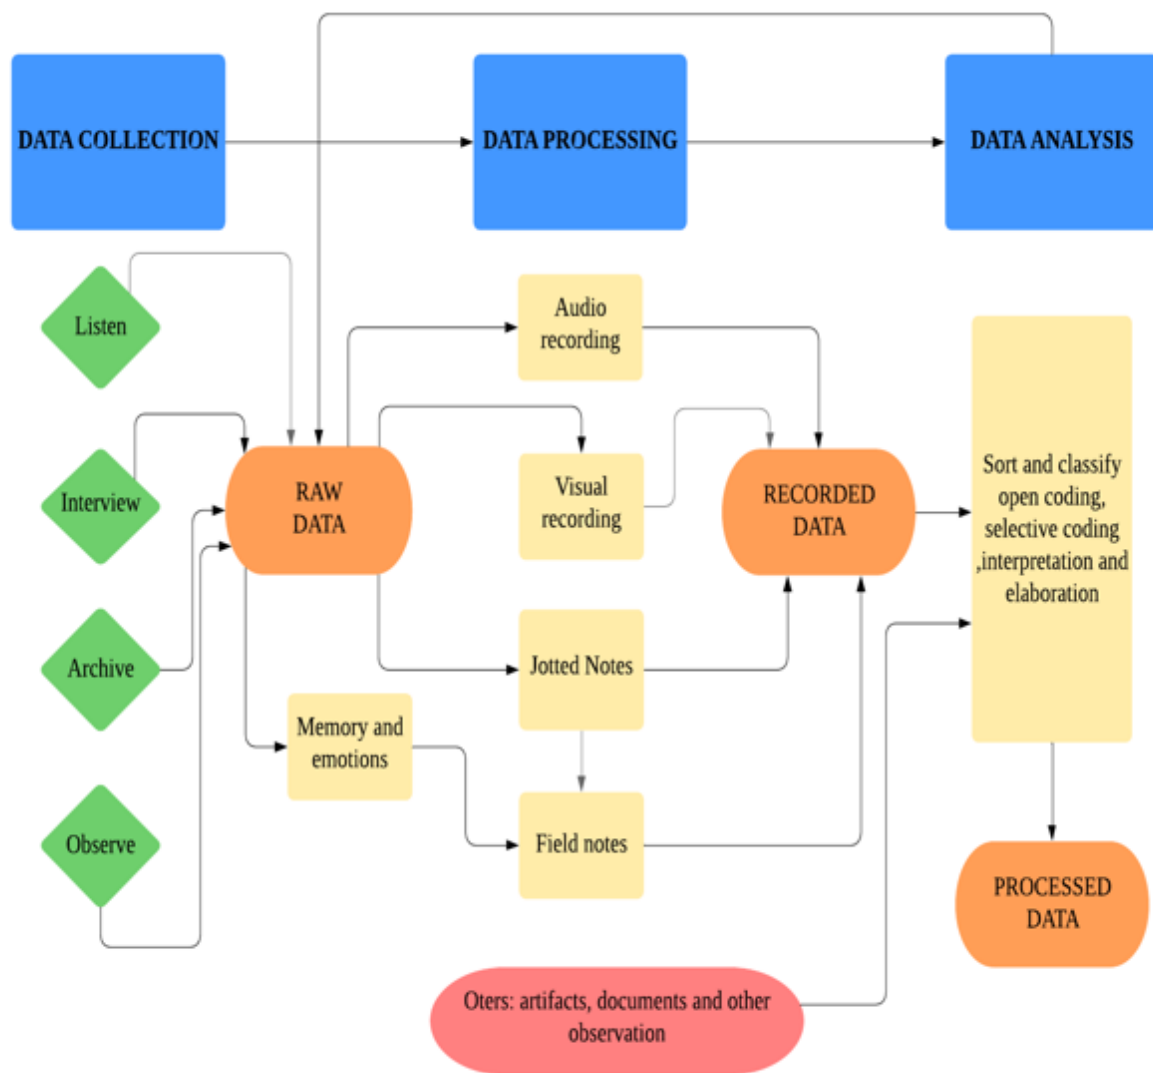 DATA COLLECTION
DATA PROCESSING
DATA ANALYSIS
Listen
Audio
recording
Interview
RAW
DATA
Visual
recording
RECORDED
DATA
Sort and classify
open coding,
selective coding
,interpretation and
elaboration
Archive
Jotted Notes
Memory and
emotions
Observe
Field notes
PROCESSED
DATA
Oters: artifacts, documents and other
observation